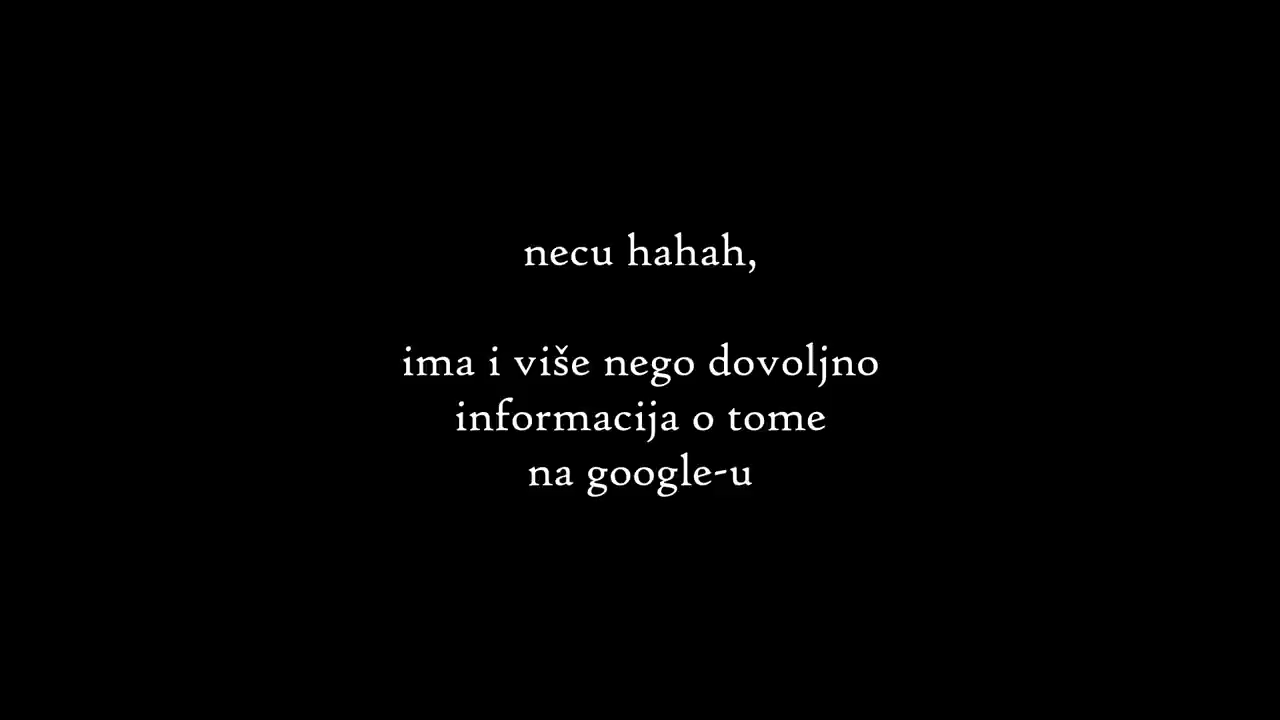 necu hahah,
ima i više nego dovoljno
informacija o tome
na google-u